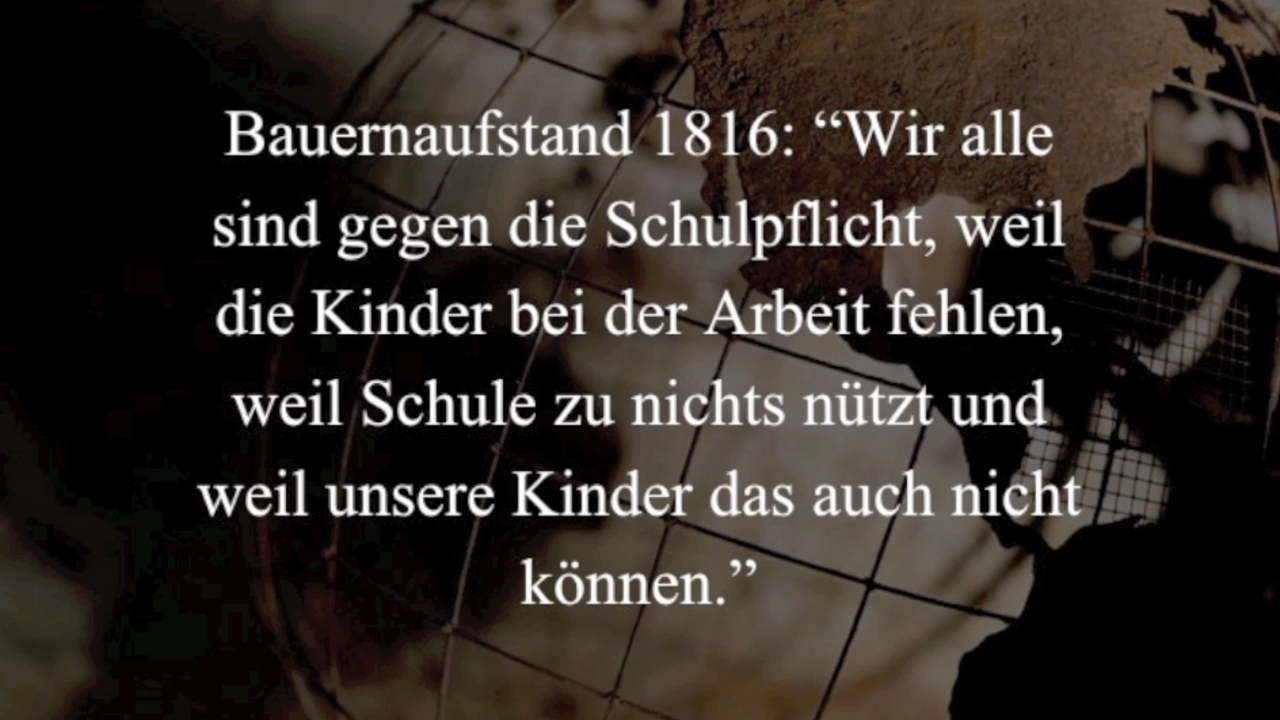 Bauernaufstand 1816: “Wir alle
sind gegen die Schulpflicht, weil
die Kinder bei der Arbeit fehlen,
weil Schule zu nichts nützt und
weil unsere Kinder das auch nicht
können.”